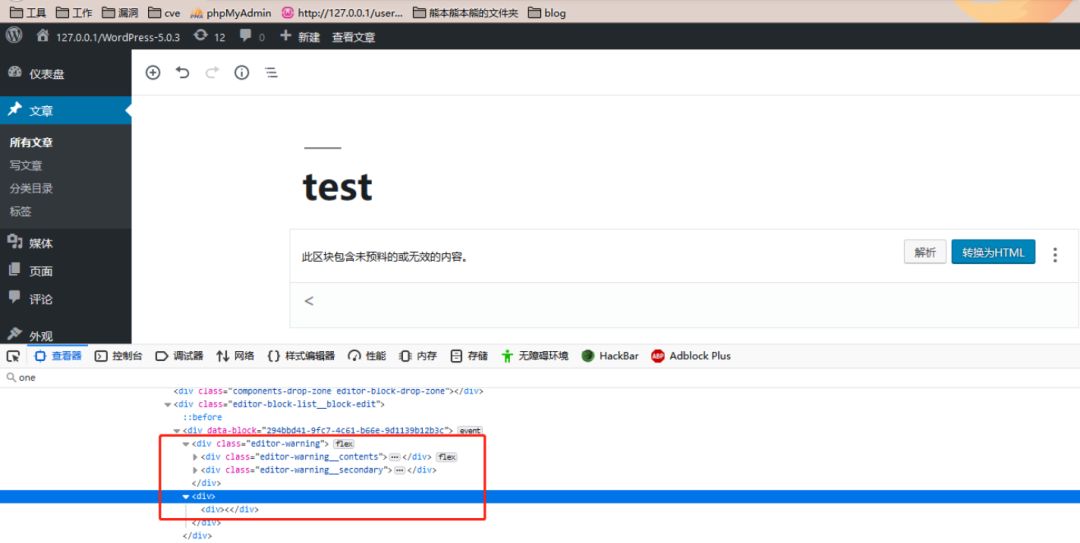 工具 工作 漏洞 cve phpMyAdmin http://127.0.0.1/user... 熊本熊本熊的文件夹 blog
127.0.0.1/WordPress-5.0.3 12 0 新建 查看文章
仪表盘
文章
所有文章
写文章
分类目录
标签
媒体
页面
评论
外观
test
此区块包含未预料的或无效的内容。 解析 转换为HTML
<
查看器 控制台 调试器 网络 {} 样式编辑器 性能 内存 存储 无障碍环境 HackBar ABP Adblock Plus
one
<div class="components-drop-zone editor-block-drop-zone"></div>
<div class="editor-block-list__block-edit">
::before
<div data-block="294bbd41-9fc7-4c61-b66e-9d1139b12b3c"> event
<div class="editor-warning"> flex
<div class="editor-warning__contents">…</div> flex
<div class="editor-warning__secondary">…</div>
</div>
<div>
<div><</div>
</div>
</div>